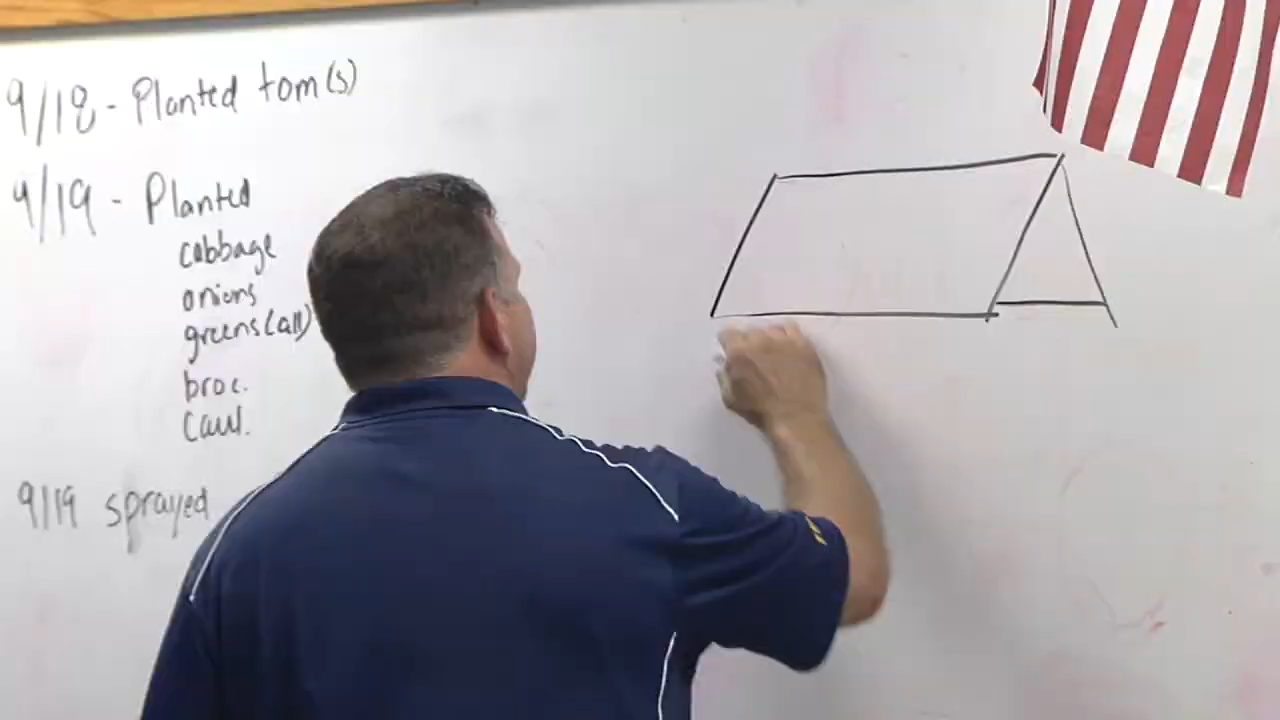 9/18 - Planted tom(s)
9/19 - Planted
cabbage
onions
greens (all)
broc.
Caul.
9/19 sprayed